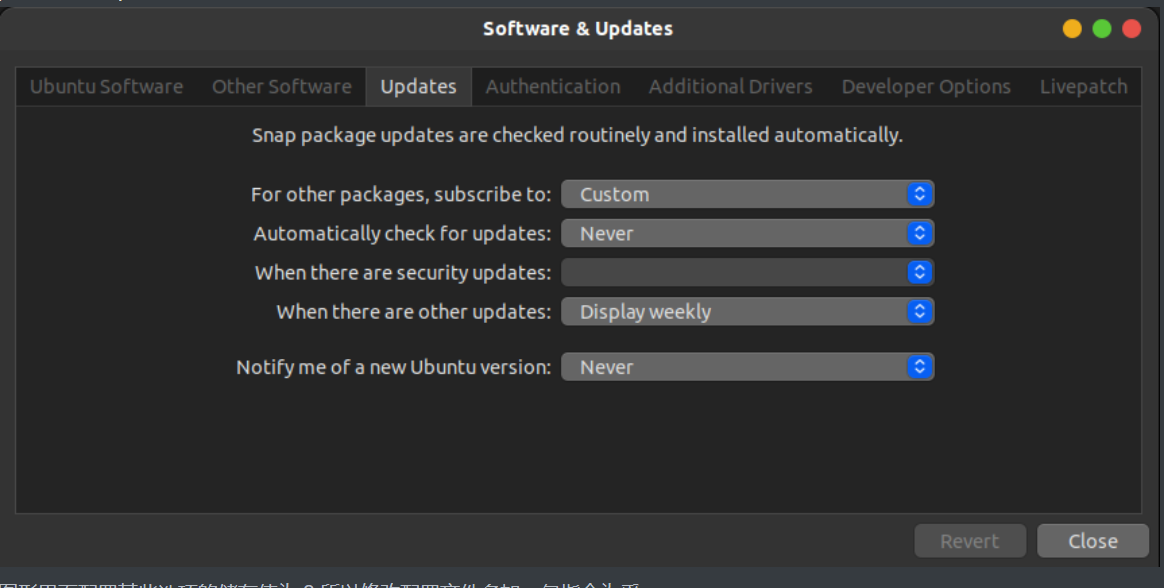 Software & Updates
Ubuntu Software Other Software Updates Authentication Additional Drivers Developer Options Livepatch
Snap package updates are checked routinely and installed automatically.
For other packages, subscribe to: Custom
Automatically check for updates: Never
When there are security updates:
When there are other updates: Display weekly
Notify me of a new Ubuntu version: Never
Revert Close